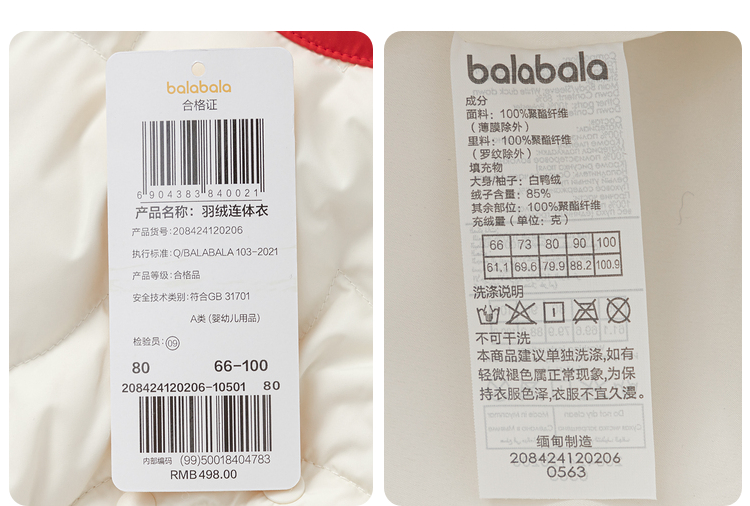 balabala
合格证
6 904383 840021
产品名称：羽绒连体衣
产品货号：208424120206
执行标准：Q/BALABALA 103-2021
产品等级：合格品
安全技术类别：符合GB 31701
A类 (婴幼儿用品)
检验员：09
80 66-100
208424120206-10501 80
内部编码 (99)50018404783
RMB498.00
balabala
成分
面料：100%聚酯纤维
（薄膜除外）
里料：100%聚酯纤维
（罗纹除外）
填充物
大身/袖子：白鸭绒
绒子含量：85%
其余部位：100%聚酯纤维
充绒量（单位：克）
66 73 80 90 100
61.1 69.6 79.9 88.2 100.9
洗涤说明
不可干洗
本商品建议单独洗涤,如有
轻微褪色属正常现象,为保
持衣服色泽,衣服不宜久浸。
缅甸制造
208424120206
0563